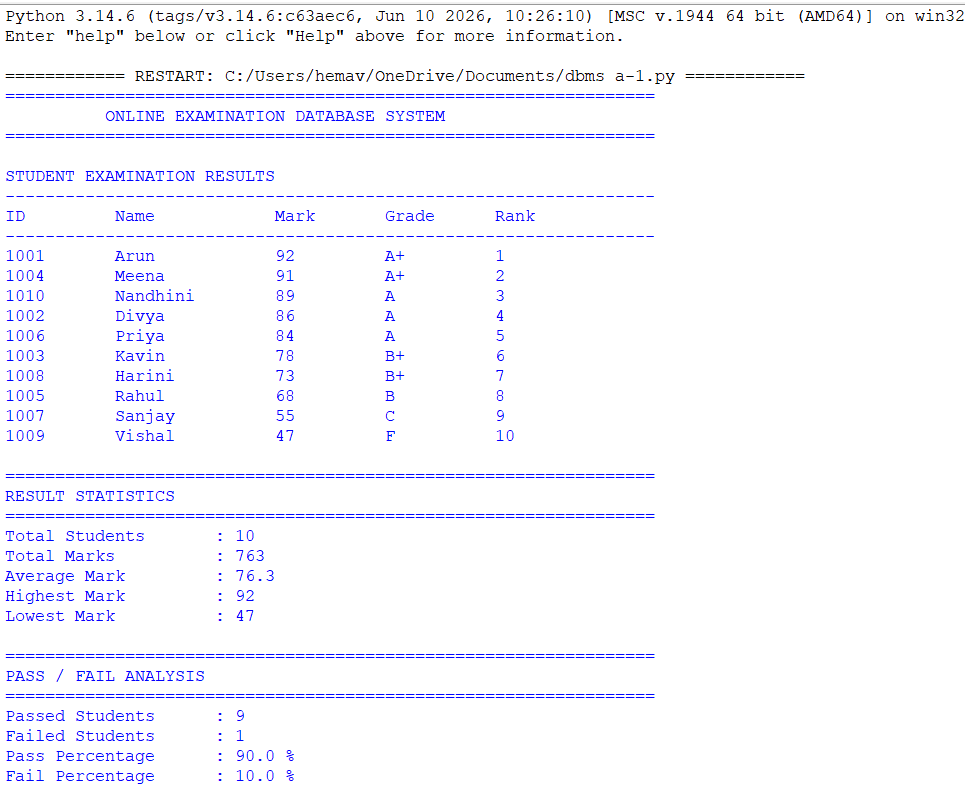 Python 3.14.6 (tags/v3.14.6:c63aec6, Jun 10 2026, 10:26:10) [MSC v.1944 64 bit (AMD64)] on win32
Enter "help" below or click "Help" above for more information.
============ RESTART: C:/Users/hemav/OneDrive/Documents/dbms a-1.py ============
=================================================================
ONLINE EXAMINATION DATABASE SYSTEM
=================================================================
STUDENT EXAMINATION RESULTS
-----------------------------------------------------------------
ID Name Mark Grade Rank
-----------------------------------------------------------------
1001 Arun 92 A+ 1
1004 Meena 91 A+ 2
1010 Nandhini 89 A 3
1002 Divya 86 A 4
1006 Priya 84 A 5
1003 Kavin 78 B+ 6
1008 Harini 73 B+ 7
1005 Rahul 68 B 8
1007 Sanjay 55 C 9
1009 Vishal 47 F 10
=================================================================
RESULT STATISTICS
=================================================================
Total Students : 10
Total Marks : 763
Average Mark : 76.3
Highest Mark : 92
Lowest Mark : 47
=================================================================
PASS / FAIL ANALYSIS
=================================================================
Passed Students : 9
Failed Students : 1
Pass Percentage : 90.0 %
Fail Percentage : 10.0 %